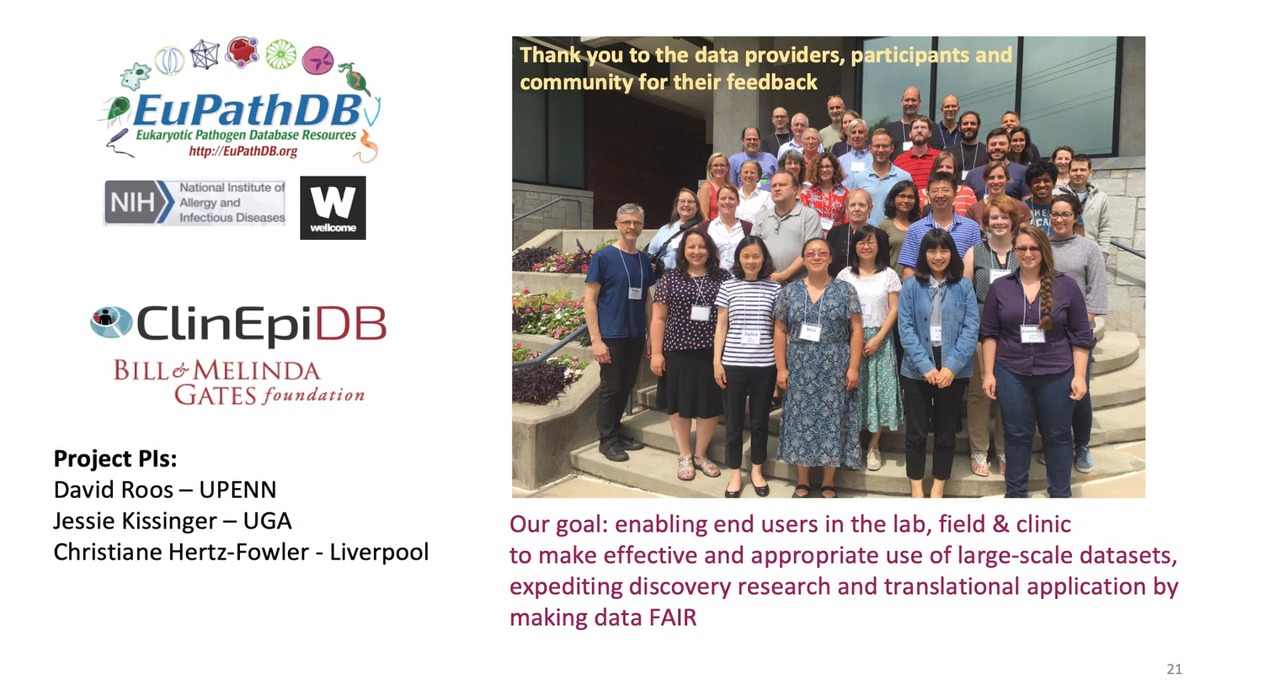 EuPathDB
Eukaryotic Pathogen Database Resources
http://EuPathDB.org
NIH
National Institute of
Allergy and
Infectious Diseases
W
wellcome
ClinEpiDB
BILL & MELINDA
GATES foundation
Project PIs:
David Roos – UPENN
Jessie Kissinger – UGA
Christiane Hertz-Fowler - Liverpool
Thank you to the data providers, participants and
community for their feedback
Wei
Our goal: enabling end users in the lab, field & clinic
to make effective and appropriate use of large-scale datasets,
expediting discovery research and translational application by
making data FAIR
21